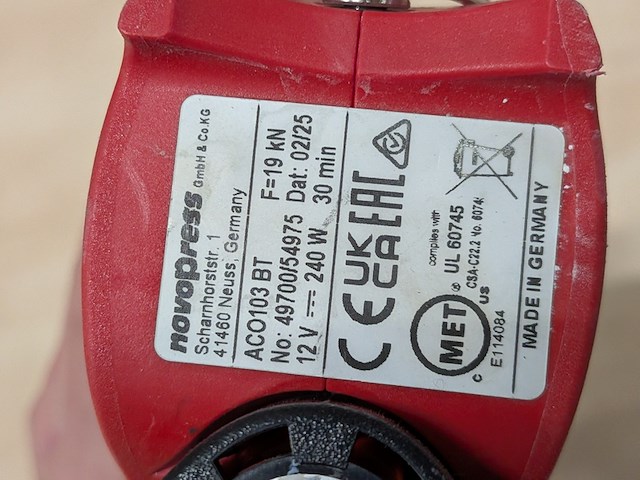 novopress GmbH & Co.KG
Scharnhorststr. 1
41460 Neuss, Germany
ACO103 BT F=19 kN
No: 49700/54975 Dat: 02/25
12 V ⎓ 240 W 30 min
CE UK CA EAC
complies with
MET ® UL 60745
CSA-C22.2 No.
C US
E114084
MADE IN GERMANY